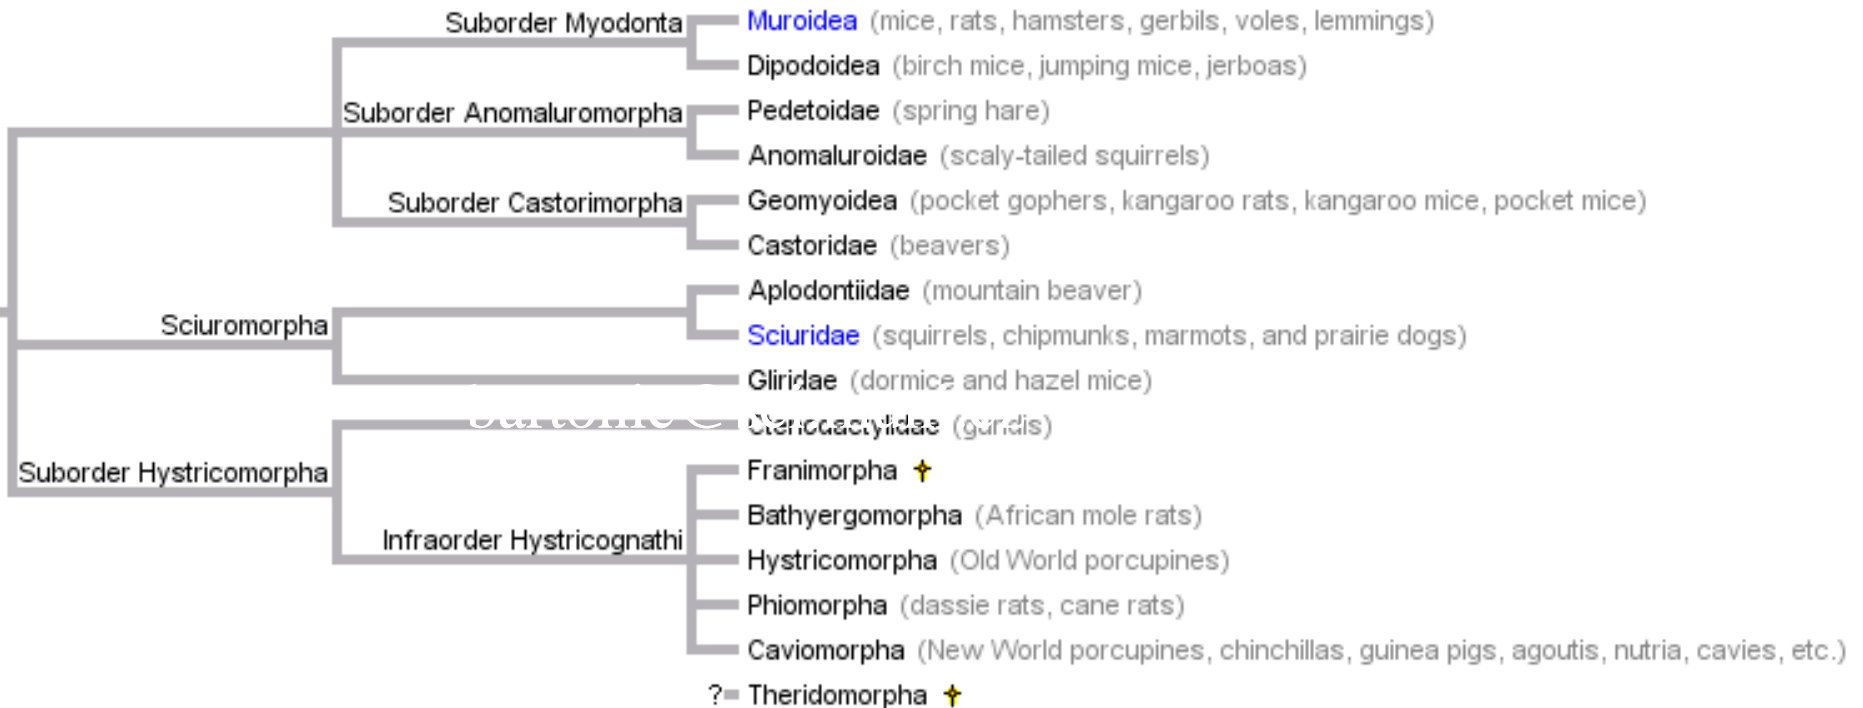 Suborder Myodonta
Muroidea (mice, rats, hamsters, gerbils, voles, lemmings)
Dipodoidea (birch mice, jumping mice, jerboas)
Suborder Anomaluromorpha
Pedetoidae (spring hare)
Anomaluroidae (scaly-tailed squirrels)
Suborder Castorimorpha
Geomyoidea (pocket gophers, kangaroo rats, kangaroo mice, pocket mice)
Castoridae (beavers)
Sciuromorpha
Aplodontiidae (mountain beaver)
Sciuridae (squirrels, chipmunks, marmots, and prairie dogs)
Gliridae (dormice and hazel mice)
Ctenodactylidae (gundis)
Suborder Hystricomorpha
Infraorder Hystricognathi
Franimorpha
Bathyergomorpha (African mole rats)
Hystricomorpha (Old World porcupines)
Phiomorpha (dassie rats, cane rats)
Caviomorpha (New World porcupines, chinchillas, guinea pigs, agoutis, nutria, cavies, etc.)
? Theridomorpha